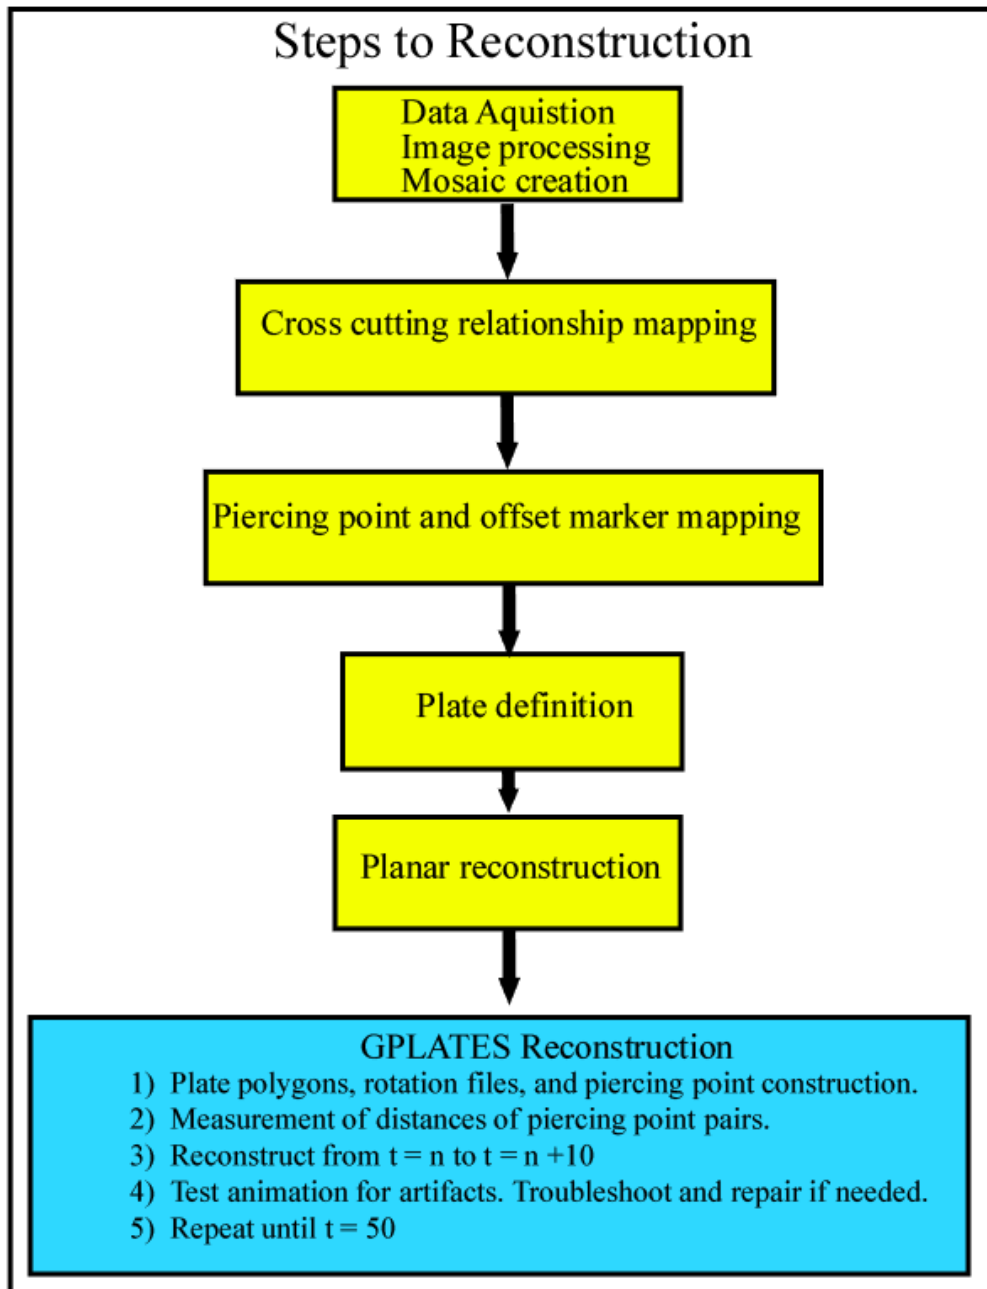 Steps to Reconstruction
Data Aquistion
Image processing
Mosaic creation
Cross cutting relationship mapping
Piercing point and offset marker mapping
Plate definition
Planar reconstruction
GPLATES Reconstruction
1) Plate polygons, rotation files, and piercing point construction.
2) Measurement of distances of piercing point pairs.
3) Reconstruct from t = n to t = n +10
4) Test animation for artifacts. Troubleshoot and repair if needed.
5) Repeat until t = 50